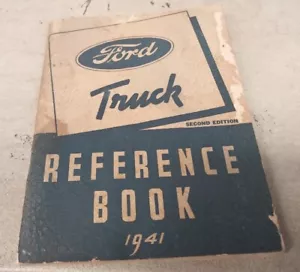 Ford
Truck
SECOND EDITION
REFERENCE
BOOK
1941